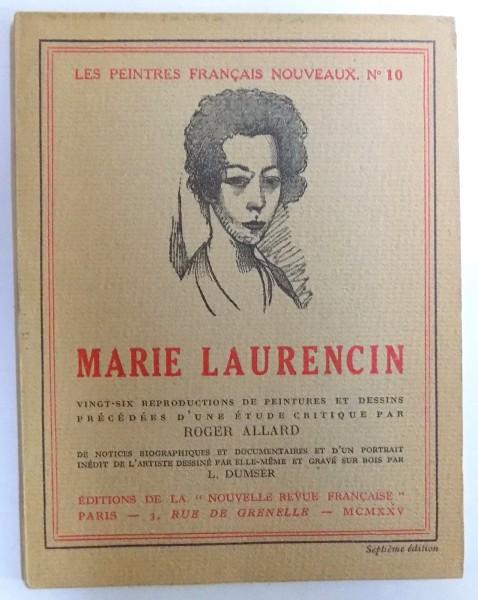 LES PEINTRES FRANÇAIS NOUVEAUX. Nº 10
MARIE LAURENCIN
VINGT-SIX REPRODUCTIONS DE PEINTURES ET DESSINS
PRÉCÉDÉES D'UNE ÉTUDE CRITIQUE PAR
ROGER ALLARD
DE NOTICES BIOGRAPHIQUES ET DOCUMENTAIRES ET D'UN PORTRAIT
INÉDIT DE L'ARTISTE DESSINÉ PAR ELLE-MÊME ET GRAVÉ SUR BOIS PAR
L. DUMSER
ÉDITIONS DE LA "NOUVELLE REVUE FRANÇAISE"
PARIS — 3, RUE DE GRENELLE — MCMXXV
Septième édition